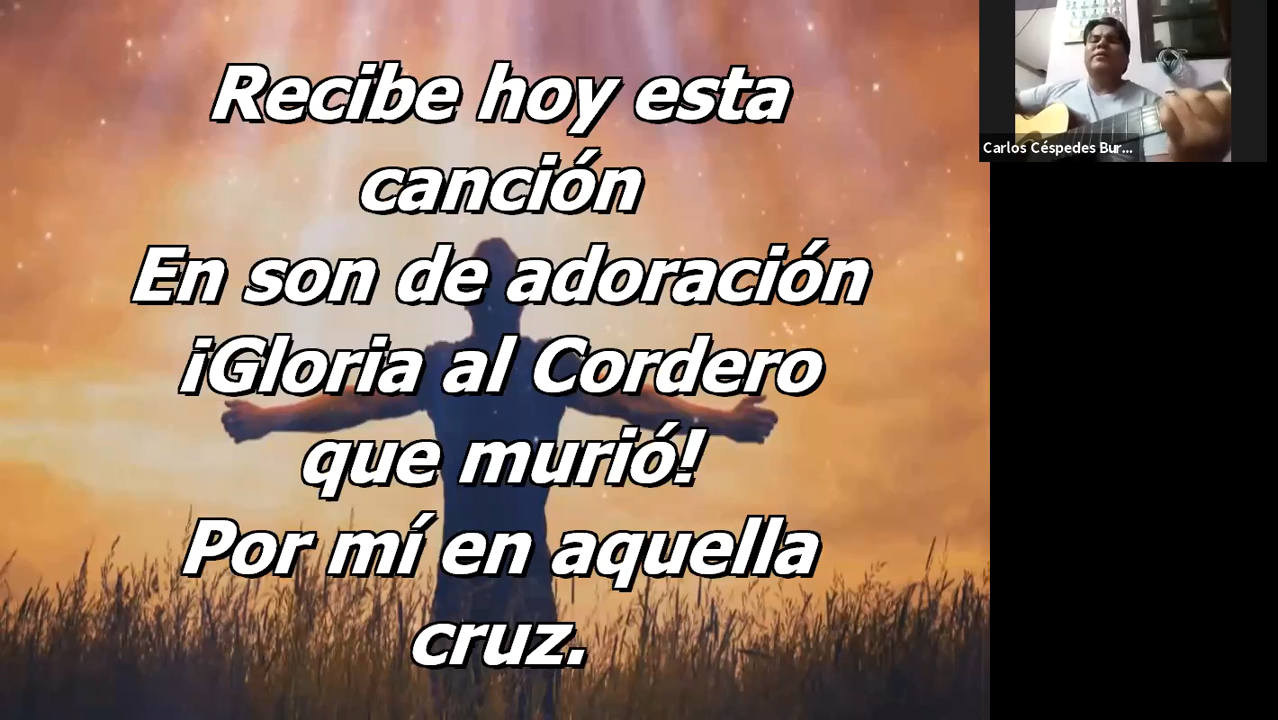 Recibe hoy esta
canción
En son de adoración
¡Gloria al Cordero
que murió!
Por mí en aquella
cruz.
Carlos Céspedes Bur...